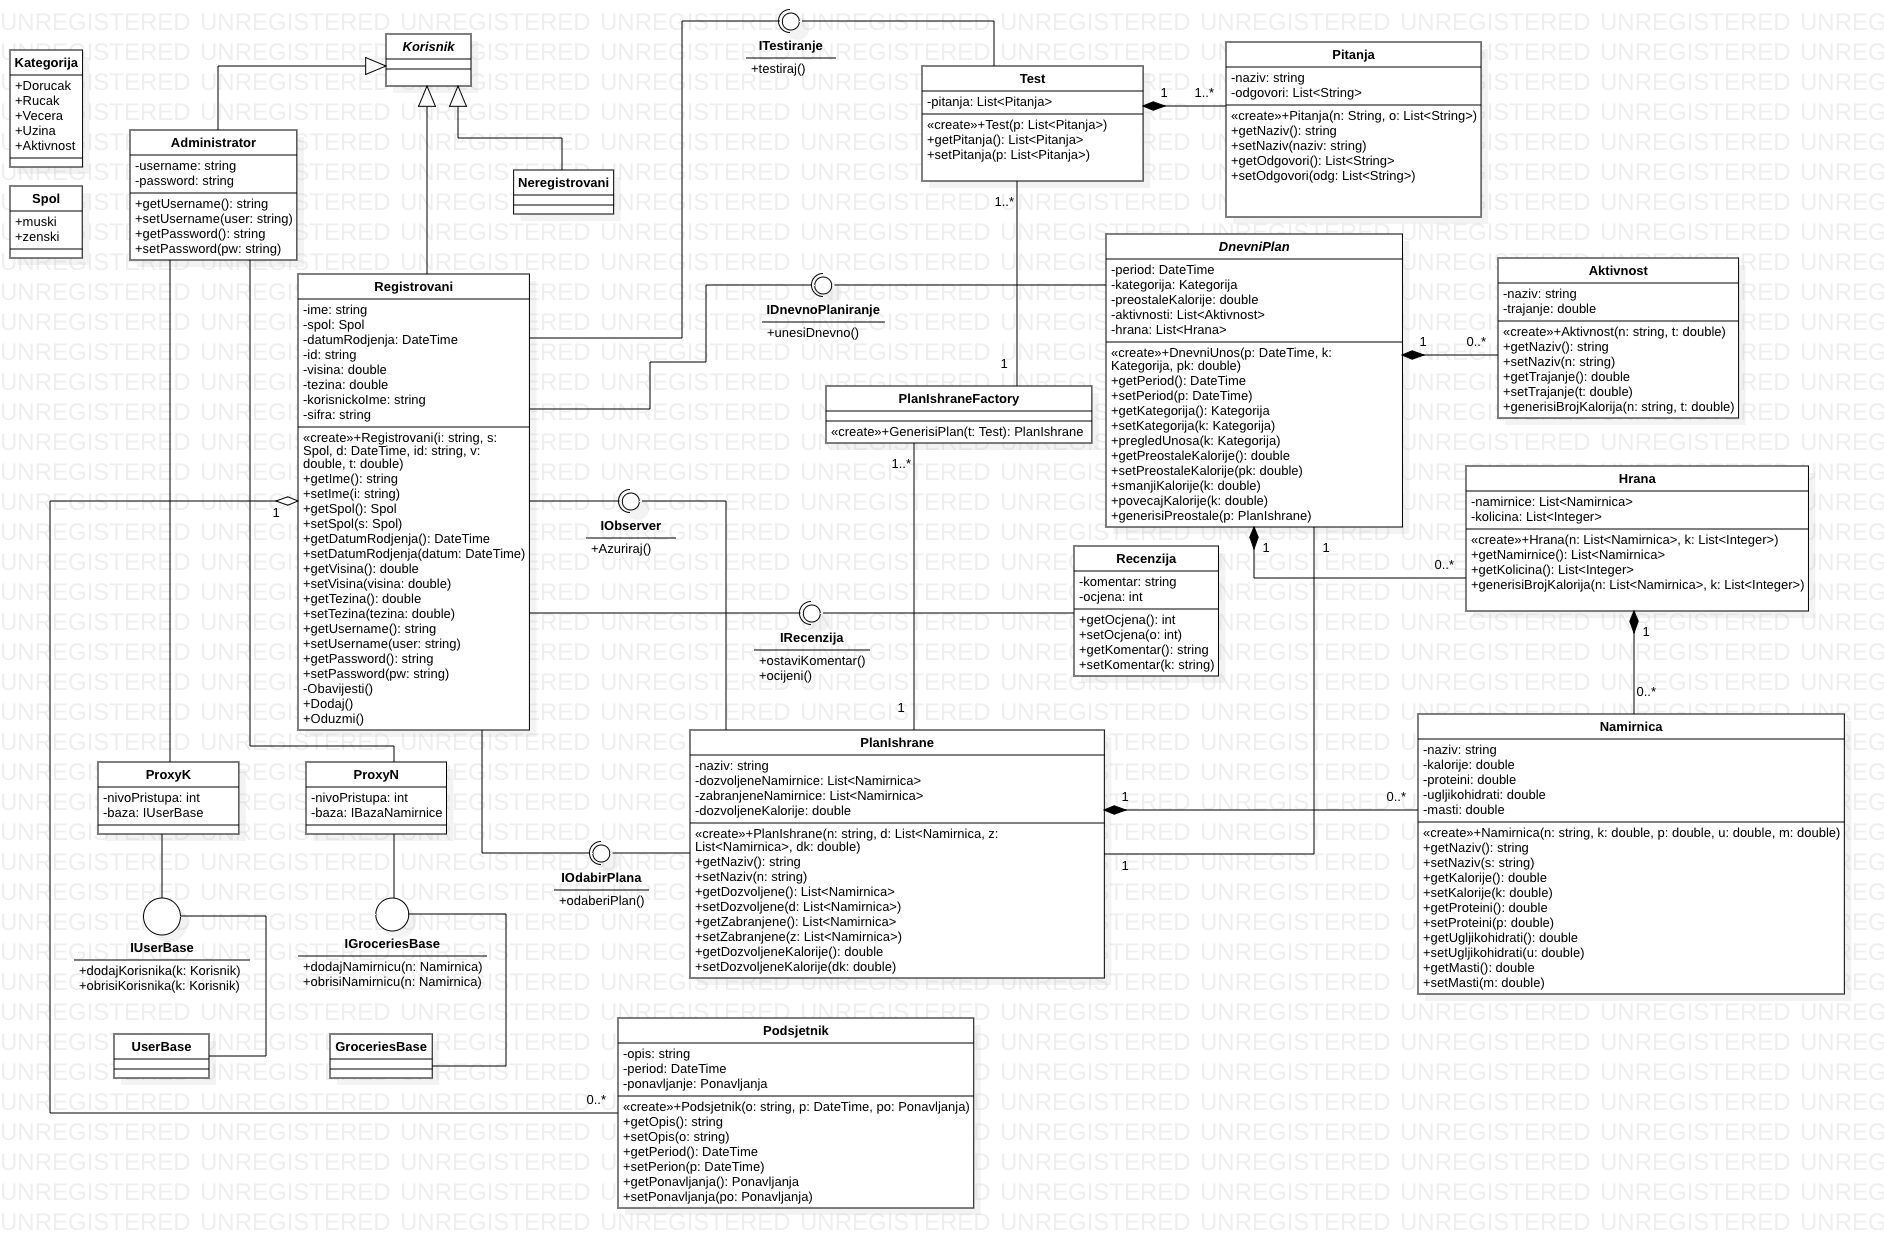 Kategorija
+Dorucak
+Rucak
+Vecera
+Uzina
+Aktivnost
Spol
+muski
+zenski
Korisnik
Administrator
-username: string
-password: string
+getUsername(): string
+setUsername(user: string)
+getPassword(): string
+setPassword(pw: string)
Neregistrovani
ITestiranje
+testiraj()
Test
-pitanja: List<Pitanja>
«create»+Test(p: List<Pitanja>)
+getPitanja(): List<Pitanja>
+setPitanja(p: List<Pitanja>)
1
1..*
Pitanja
-naziv: string
-odgovori: List<String>
«create»+Pitanja(n: String, o: List<String>)
+getNaziv(): string
+setNaziv(naziv: string)
+getOdgovori(): List<String>
+setOdgovori(odg: List<String>)
1..*
1
Registrovani
-ime: string
-spol: Spol
-datumRodjenja: DateTime
-id: string
-visina: double
-tezina: double
-korisnickoIme: string
-sifra: string
«create»+Registrovani(i: string, s:
Spol, d: DateTime, id: string, v:
double, t: double)
+getIme(): string
+setIme(i: string)
+getSpol(): Spol
+setSpol(s: Spol)
+getDatumRodjenja(): DateTime
+setDatumRodjenja(datum: DateTime)
+getVisina(): double
+setVisina(visina: double)
+getTezina(): double
+setTezina(tezina: double)
+getUsername(): string
+setUsername(user: string)
+getPassword(): string
+setPassword(pw: string)
-Obavijesti()
+Dodaj()
+Oduzmi()
1
IDnevnoPlaniranje
+unesiDnevno()
DnevniPlan
-period: DateTime
-kategorija: Kategorija
-preostaleKalorije: double
-aktivnosti: List<Aktivnost>
-hrana: List<Hrana>
«create»+DnevniUnos(p: DateTime, k:
Kategorija, pk: double)
+getPeriod(): DateTime
+setPeriod(p: DateTime)
+getKategorija(): Kategorija
+setKategorija(k: Kategorija)
+pregledUnosa(k: Kategorija)
+getPreostaleKalorije(): double
+setPreostaleKalorije(pk: double)
+smanjiKalorije(k: double)
+povecajKalorije(k: double)
+generisiPreostale(p: PlanIshrane)
1
0..*
Aktivnost
-naziv: string
-trajanje: double
«create»+Aktivnost(n: string, t: double)
+getNaziv(): string
+setNaziv(n: string)
+getTrajanje(): double
+setTrajanje(t: double)
+generisiBrojKalorija(n: string, t: double)
PlanIshraneFactory
«create»+GenerisiPlan(t: Test): PlanIshrane
1..*
1
IObserver
+Azuriraj()
IRecenzija
+ostaviKomentar()
+ocijeni()
Recenzija
-komentar: string
-ocjena: int
+getOcjena(): int
+setOcjena(o: int)
+getKomentar(): string
+setKomentar(k: string)
1
1
0..*
Hrana
-namirnice: List<Namirnica>
-kolicina: List<Integer>
«create»+Hrana(n: List<Namirnica>, k: List<Integer>)
+getNamirnice(): List<Namirnica>
+getKolicina(): List<Integer>
+generisiBrojKalorija(n: List<Namirnica>, k: List<Integer>)
1
0..*
Namirnica
-naziv: string
-kalorije: double
-proteini: double
-ugljikohidrati: double
-masti: double
«create»+Namirnica(n: string, k: double, p: double, u: double, m: double)
+getNaziv(): string
+setNaziv(s: string)
+getKalorije(): double
+setKalorije(k: double)
+getProteini(): double
+setProteini(p: double)
+getUgljikohidrati(): double
+setUgljikohidrati(u: double)
+getMasti(): double
+setMasti(m: double)
PlanIshrane
-naziv: string
-dozvoljeneNamirnice: List<Namirnica>
-zabranjeneNamirnice: List<Namirnica>
-dozvoljeneKalorije: double
«create»+PlanIshrane(n: string, d: List<Namirnica, z:
List<Namirnica>, dk: double)
+getNaziv(): string
+setNaziv(n: string)
+getDozvoljene(): List<Namirnica>
+setDozvoljene(d: List<Namirnica>)
+getZabranjene(): List<Namirnica>
+setZabranjene(z: List<Namirnica>)
+getDozvoljeneKalorije(): double
+setDozvoljeneKalorije(dk: double)
1
0..*
1
ProxyK
-nivoPristupa: int
-baza: IUserBase
ProxyN
-nivoPristupa: int
-baza: IBazaNamirnice
IOdabirPlana
+odaberiPlan()
IUserBase
+dodajKorisnika(k: Korisnik)
+obrisiKorisnika(k: Korisnik)
IGroceriesBase
+dodajNamirnicu(n: Namirnica)
+obrisiNamirnicu(n: Namirnica)
UserBase
GroceriesBase
0..*
Podsjetnik
-opis: string
-period: DateTime
-ponavljanje: Ponavljanja
«create»+Podsjetnik(o: string, p: DateTime, po: Ponavljanja)
+getOpis(): string
+setOpis(o: string)
+getPeriod(): DateTime
+setPerion(p: DateTime)
+getPonavljanja(): Ponavljanja
+setPonavljanja(po: Ponavljanja)